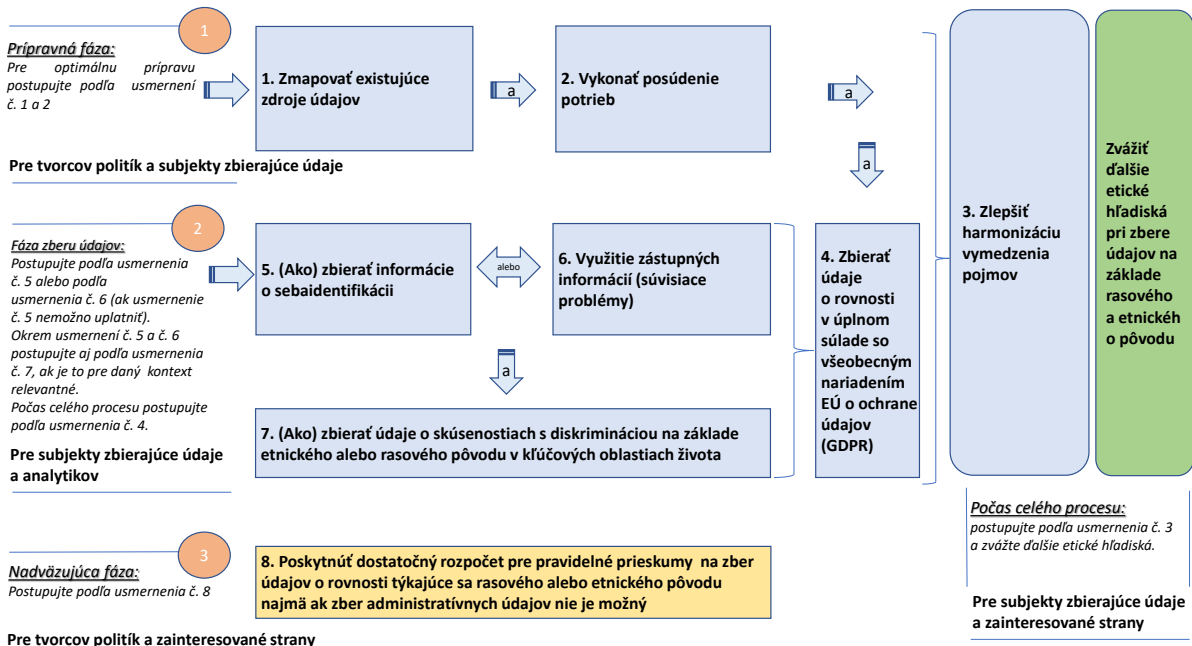 1
Prípravná fáza:
Pre optimálnu prípravu
postupujte podľa usmernení
č. 1 a 2
1. Zmapovať existujúce
zdroje údajov
a
2. Vykonať posúdenie
potrieb
a
a
Pre tvorcov politík a subjekty zbierajúce údaje
2
Fáza zberu údajov:
Postupujte podľa usmernenia
č. 5 alebo podľa
usmernenia č. 6 (ak usmernenie
č. 5 nemožno uplatniť).
Okrem usmernení č. 5 a č. 6
postupujte aj podľa usmernenia
č. 7, ak je to pre daný kontext
relevantné.
Počas celého procesu postupujte
podľa usmernenia č. 4.
Pre subjekty zbierajúce údaje
a analytikov
5. (Ako) zbierať informácie
o sebaidentifikácii
alebo
6. Využitie zástupných
informácií (súvisiace
problémy)
a
7. (Ako) zbierať údaje o skúsenostiach s diskrimináciou na základe
etnického alebo rasového pôvodu v kľúčových oblastiach života
4. Zbierať
údaje
o rovnosti
v úplnom
súlade so
všeobecným
nariadením
EÚ o ochrane
údajov
(GDPR)
3. Zlepšiť
harmonizáciu
vymedzenia
pojmov
Zvážiť
ďalšie
etické
hľadiská
pri zbere
údajov na
základe
rasového
a etnickéh
o pôvodu
Počas celého procesu:
postupujte podľa usmernenia č. 3
a zvážte ďalšie etické hľadiská.
Pre subjekty zbierajúce údaje
a zainteresované strany
3
Nadväzujúca fáza:
Postupujte podľa usmernenia č. 8
8. Poskytnúť dostatočný rozpočet pre pravidelné prieskumy na zber
údajov o rovnosti týkajúce sa rasového alebo etnického pôvodu
najmä ak zber administratívnych údajov nie je možný
Pre tvorcov politík a zainteresované strany